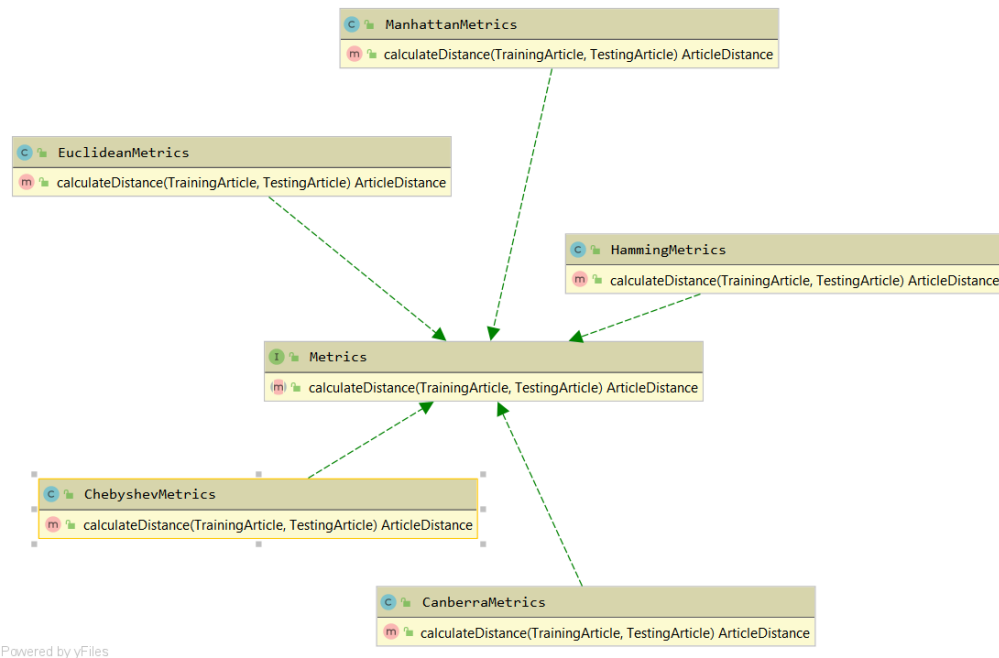 ManhattanMetrics
calculateDistance(TrainingArticle, TestingArticle) ArticleDistance
EuclideanMetrics
calculateDistance(TrainingArticle, TestingArticle) ArticleDistance
HammingMetrics
calculateDistance(TrainingArticle, TestingArticle) ArticleDistance
Metrics
calculateDistance(TrainingArticle, TestingArticle) ArticleDistance
ChebyshevMetrics
calculateDistance(TrainingArticle, TestingArticle) ArticleDistance
CanberraMetrics
calculateDistance(TrainingArticle, TestingArticle) ArticleDistance
Powered by yFiles